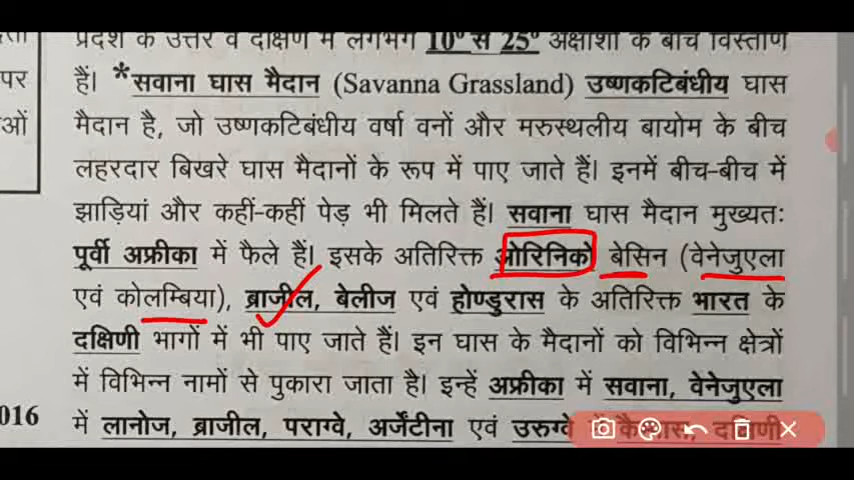 प्रदेश के उत्तर व दक्षिण में लगभग 10° से 25° अक्षांशों के बीच विस्तीर्ण
पर
हैं। *सवाना घास मैदान (Savanna Grassland) उष्णकटिबंधीय घास
ओं
मैदान है, जो उष्णकटिबंधीय वर्षा वनों और मरुस्थलीय बायोम के बीच
लहरदार बिखरे घास मैदानों के रूप में पाए जाते हैं। इनमें बीच-बीच में
झाड़ियां और कहीं-कहीं पेड़ भी मिलते हैं। सवाना घास मैदान मुख्यतः
पूर्वी अफ्रीका में फैले हैं। इसके अतिरिक्त ओरिनिको बेसिन (वेनेजुएला
एवं कोलम्बिया), ब्राजील, बेलीज एवं होण्डुरास के अतिरिक्त भारत के
दक्षिणी भागों में भी पाए जाते हैं। इन घास के मैदानों को विभिन्न क्षेत्रों
में विभिन्न नामों से पुकारा जाता है। इन्हें अफ्रीका में सवाना, वेनेजुएला
016
में लानोज, ब्राजील, पराग्वे, अर्जेंटीना एवं उरुग्वे में दक्षिणी